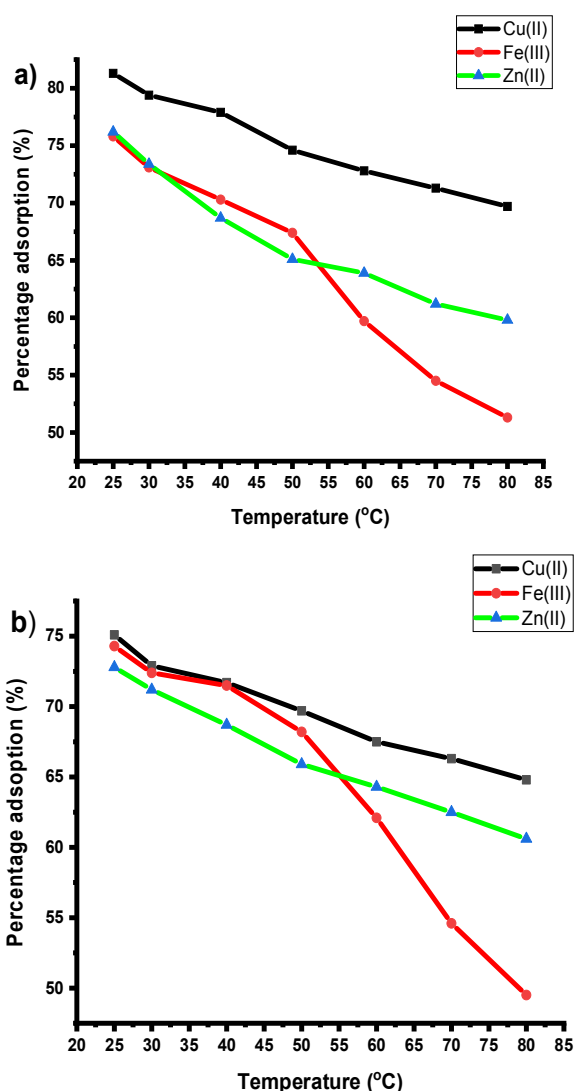 Cu(II)
Fe(III)
Zn(II)
a)
Percentage adsorption (%)
80
75
70
65
60
55
50
20 25 30 35 40 45 50 55 60 65 70 75 80 85
Temperature (°C)
Cu(II)
Fe(III)
Zn(II)
b)
Percentage adsoption (%)
75
70
65
60
55
50
20 25 30 35 40 45 50 55 60 65 70 75 80 85
Temperature (°C)